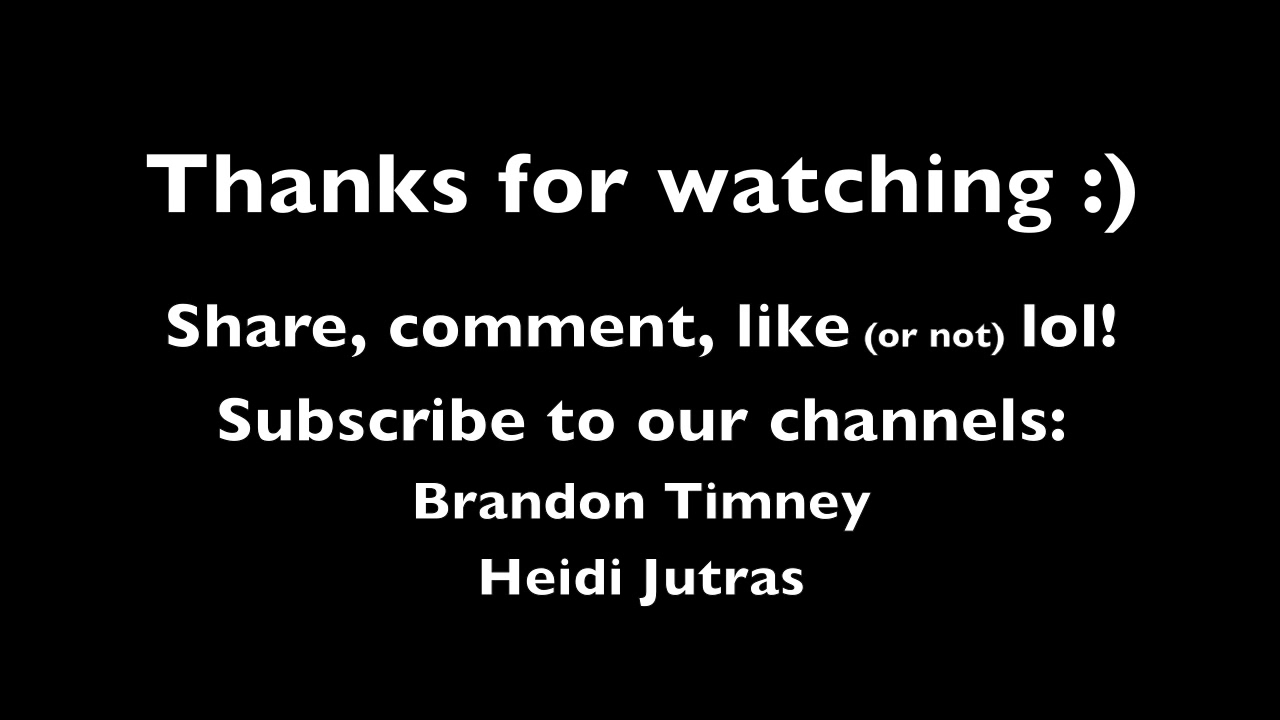 Thanks for watching :)
Share, comment, like (or not) lol!
Subscribe to our channels:
Brandon Timney
Heidi Jutras